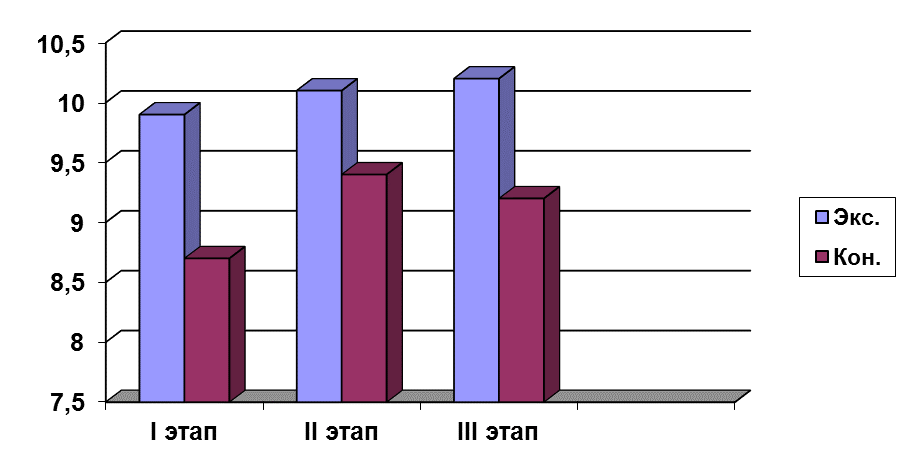 10,5
10
9,5
9
8,5
8
7,5
I этап
II этап
III этап
Экс.
Кон.